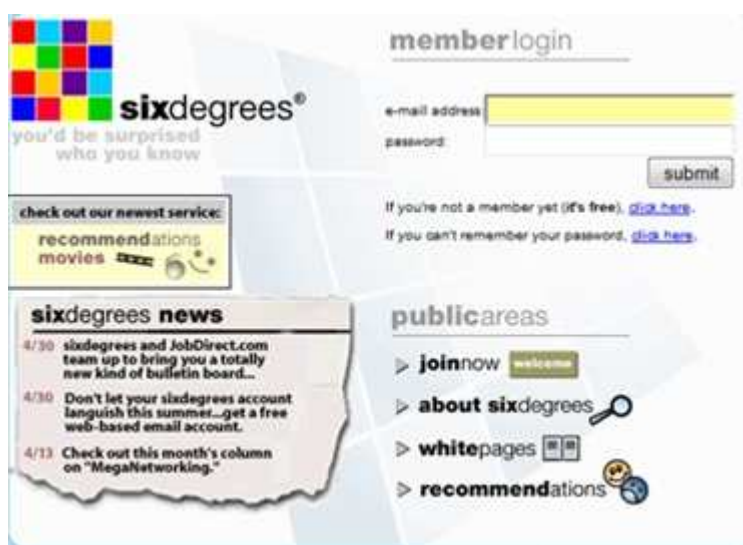 sixdegrees®
you'd be surprised
who you know
check out our newest service:
recommendations
movies
sixdegrees news
4/30 sixdegrees and JobDirect.com
team up to bring you a totally
new kind of bulletin board...
4/30 Don't let your sixdegrees account
languish this summer...get a free
web-based email account.
4/13 Check out this month's column
on "MegaNetworking."
memberlogin
e-mail address:
password:
submit
If you're not a member yet (it's free), click here.
If you can't remember your password, click here.
publicareas
joinnow welcome
about sixdegrees
whitepages
recommendations